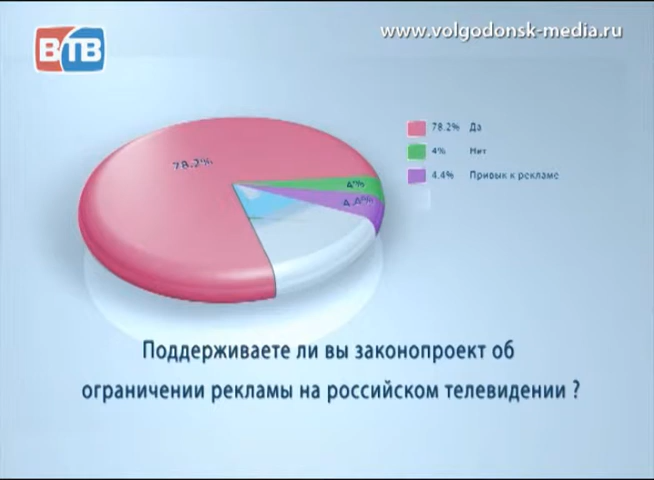 www.volgodonsk-media.ru
ВТВ
78.2% Да
4% Нит
4.4% Привык к рекламе
78.2%
4%
4.4%
Поддерживаете ли вы законопроект об
ограничении рекламы на российском телевидении ?